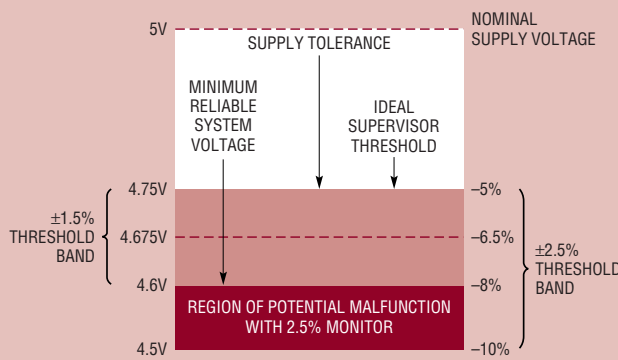 5V
NOMINAL
SUPPLY VOLTAGE
SUPPLY TOLERANCE
MINIMUM
RELIABLE
SYSTEM
VOLTAGE
IDEAL
SUPERVISOR
THRESHOLD
4.75V
–5%
±1.5%
THRESHOLD
BAND
4.675V
–6.5%
±2.5%
THRESHOLD
BAND
4.6V
–8%
REGION OF POTENTIAL MALFUNCTION
WITH 2.5% MONITOR
4.5V
–10%